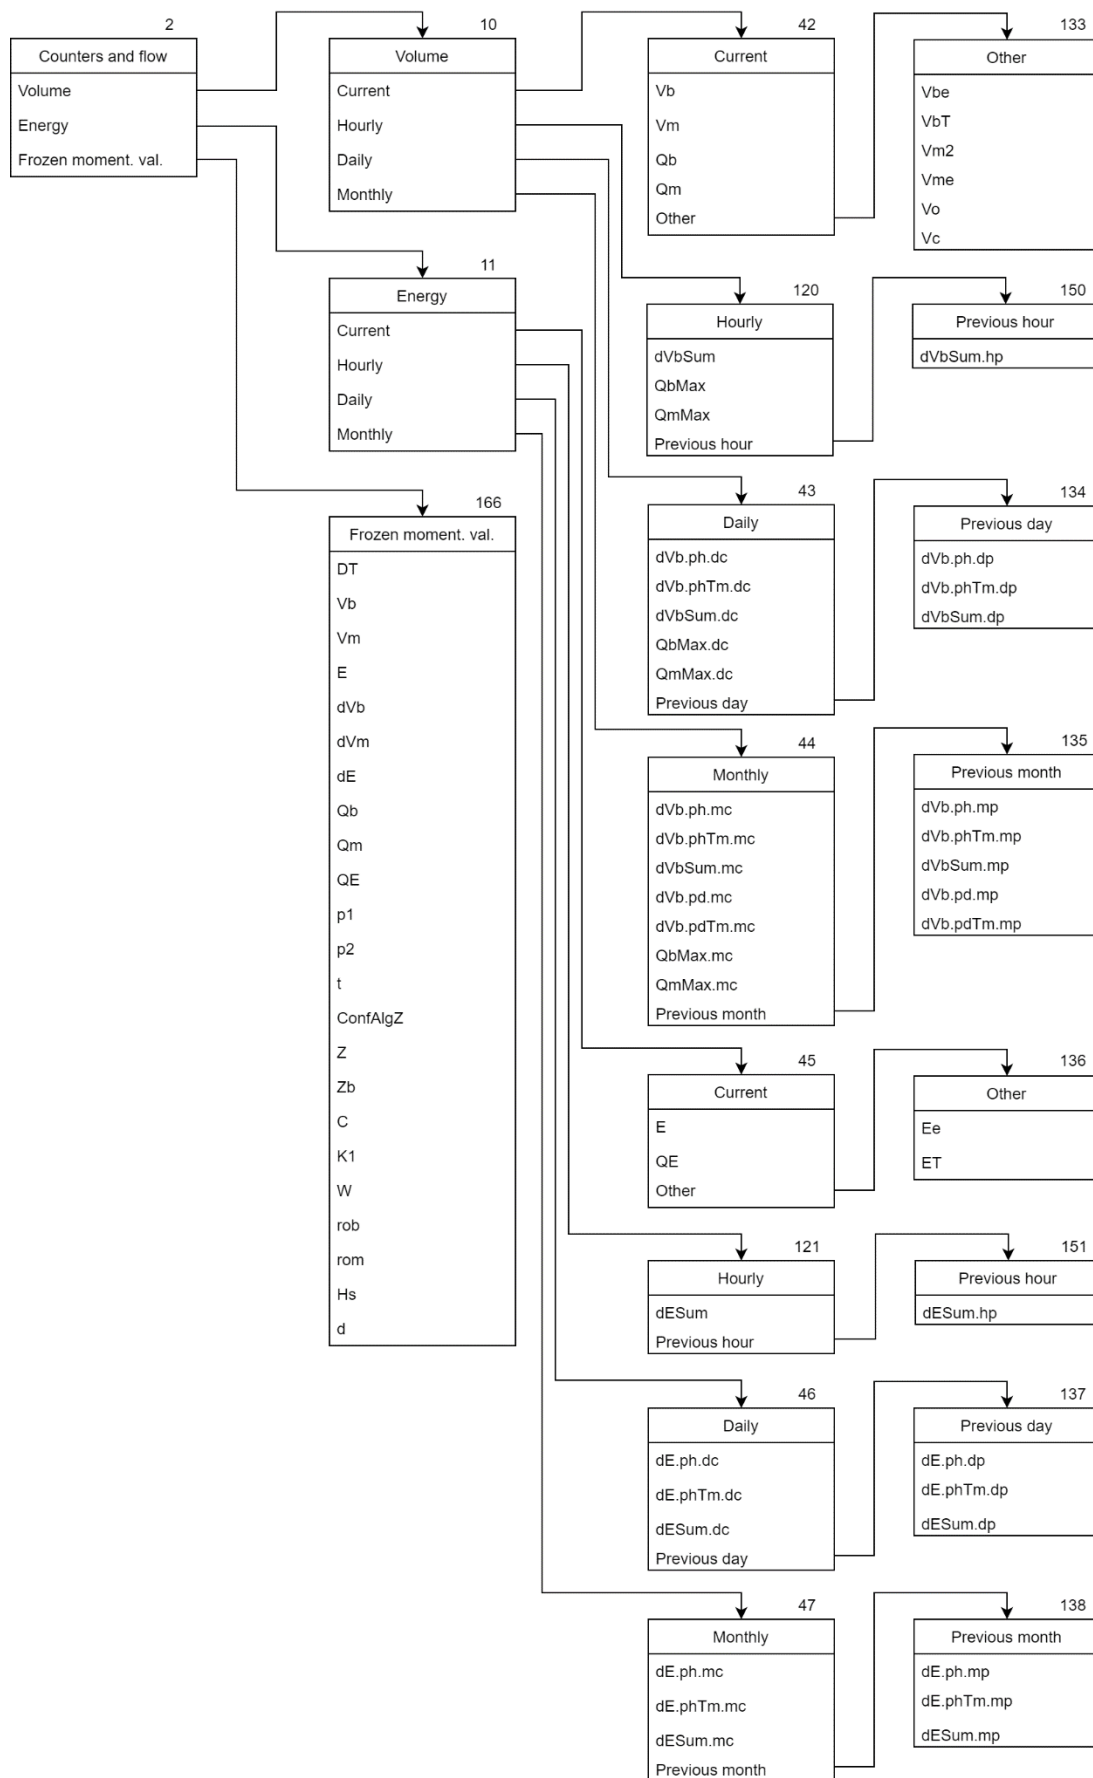 2
Counters and flow
Volume
Energy
Frozen moment. val.
10
Volume
Current
Hourly
Daily
Monthly
11
Energy
Current
Hourly
Daily
Monthly
166
Frozen moment. val.
DT
Vb
Vm
E
dVb
dVm
dE
Qb
Qm
QE
p1
p2
t
ConfAlgZ
Z
Zb
C
K1
W
rob
rom
Hs
d
42
Current
Vb
Vm
Qb
Qm
Other
133
Other
Vbe
VbT
Vm2
Vme
Vo
Vc
120
Hourly
dVbSum
QbMax
QmMax
Previous hour
150
Previous hour
dVbSum.hp
43
Daily
dVb.ph.dc
dVb.phTm.dc
dVbSum.dc
QbMax.dc
QmMax.dc
Previous day
134
Previous day
dVb.ph.dp
dVb.phTm.dp
dVbSum.dp
44
Monthly
dVb.ph.mc
dVb.phTm.mc
dVbSum.mc
dVb.pd.mc
dVb.pdTm.mc
QbMax.mc
QmMax.mc
Previous month
135
Previous month
dVb.ph.mp
dVb.phTm.mp
dVbSum.mp
dVb.pd.mp
dVb.pdTm.mp
45
Current
E
QE
Other
136
Other
Ee
ET
121
Hourly
dESum
Previous hour
151
Previous hour
dESum.hp
46
Daily
dE.ph.dc
dE.phTm.dc
dESum.dc
Previous day
137
Previous day
dE.ph.dp
dE.phTm.dp
dESum.dp
47
Monthly
dE.ph.mc
dE.phTm.mc
dESum.mc
Previous month
138
Previous month
dE.ph.mp
dE.phTm.mp
dESum.mp